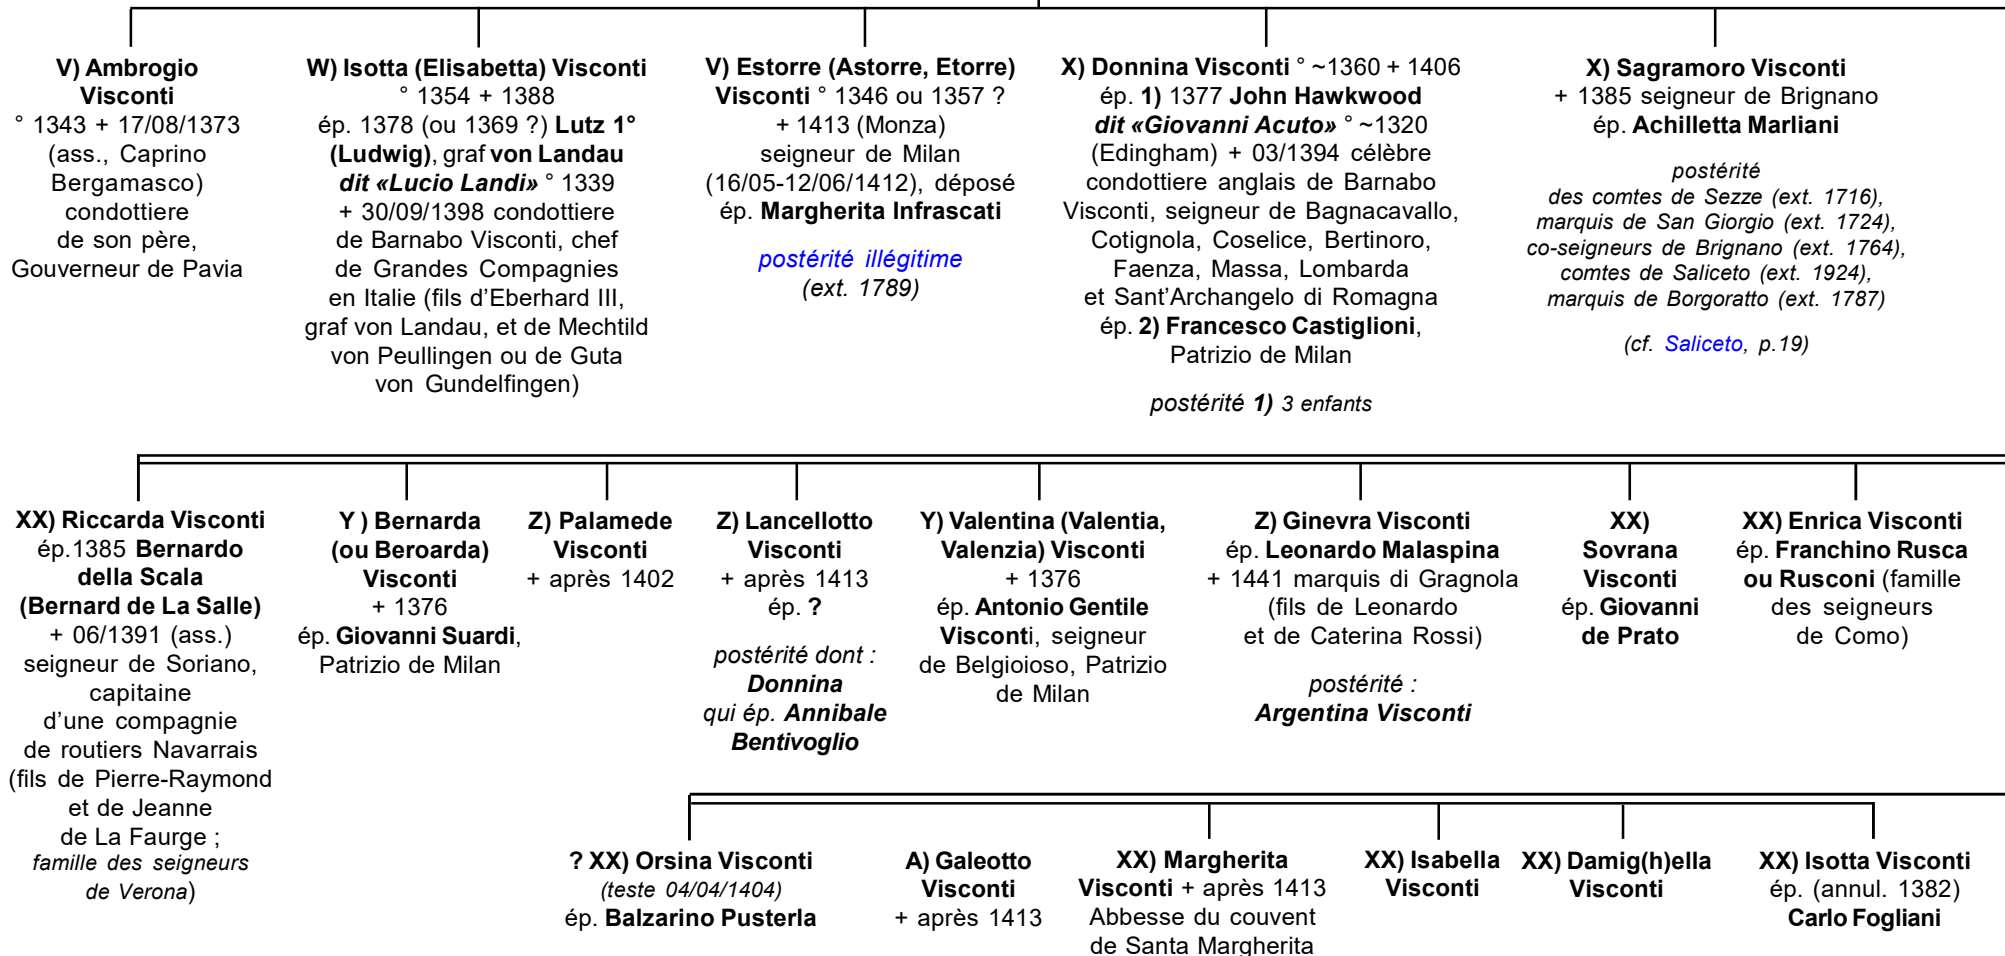 V) Ambrogio
Visconti
° 1343 + 17/08/1373
(ass., Caprino
Bergamasco)
condottiere
de son père,
Gouverneur de Pavia
W) Isotta (Elisabetta) Visconti
° 1354 + 1388
ép. 1378 (ou 1369 ?) Lutz 1°
(Ludwig), graf von Landau
dit «Lucio Landi» ° 1339
+ 30/09/1398 condottiere
de Barnabo Visconti, chef
de Grandes Compagnies
en Italie (fils d'Eberhard III,
graf von Landau, et de Mechtild
von Peullingen ou de Guta
von Gundelfingen)
V) Estorre (Astorre, Etorre)
Visconti ° 1346 ou 1357 ?
+ 1413 (Monza)
seigneur de Milan
(16/05-12/06/1412), déposé
ép. Margherita Infrascati
postérité illégitime
(ext. 1789)
X) Donnina Visconti ° ~1360 + 1406
ép. 1) 1377 John Hawkwood
dit «Giovanni Acuto» ° ~1320
(Edingham) + 03/1394 célèbre
condottiere anglais de Barnabo
Visconti, seigneur de Bagnacavallo,
Cotignola, Coselice, Bertinoro,
Faenza, Massa, Lombarda
et Sant'Archangelo di Romagna
ép. 2) Francesco Castiglioni,
Patrizio de Milan
postérité 1) 3 enfants
X) Sagramoro Visconti
+ 1385 seigneur de Brignano
ép. Achilletta Marliani
postérité
des comtes de Sezze (ext. 1716),
marquis de San Giorgio (ext. 1724),
co-seigneurs de Brignano (ext. 1764),
comtes de Saliceto (ext. 1924),
marquis de Borgoratto (ext. 1787)
(cf. Saliceto, p.19)
XX) Riccarda Visconti
ép.1385 Bernardo
della Scala
(Bernard de La Salle)
+ 06/1391 (ass.)
seigneur de Soriano,
capitaine
d'une compagnie
de routiers Navarrais
(fils de Pierre-Raymond
et de Jeanne
de La Faurge ;
famille des seigneurs
de Verona)
Y ) Bernarda
(ou Beroarda)
Visconti
+ 1376
ép. Giovanni Suardi,
Patrizio de Milan
Z) Palamede
Visconti
+ après 1402
Z) Lancellotto
Visconti
+ après 1413
ép. ?
postérité dont :
Donnina
qui ép. Annibale
Bentivoglio
Y) Valentina (Valentia,
Valenzia) Visconti
+ 1376
ép. Antonio Gentile
Visconti, seigneur
de Belgioioso, Patrizio
de Milan
Z) Ginevra Visconti
ép. Leonardo Malaspina
+ 1441 marquis di Gragnola
(fils de Leonardo
et de Caterina Rossi)
postérité :
Argentina Visconti
XX)
Sovrana
Visconti
ép. Giovanni
de Prato
XX) Enrica Visconti
ép. Franchino Rusca
ou Rusconi (famille
des seigneurs
de Como)
? XX) Orsina Visconti
(teste 04/04/1404)
ép. Balzarino Pusterla
A) Galeotto
Visconti
+ après 1413
XX) Margherita
Visconti + après 1413
Abbesse du couvent
de Santa Margherita
XX) Isabella
Visconti
XX) Damig(h)ella
Visconti
XX) Isotta Visconti
ép. (annul. 1382)
Carlo Fogliani